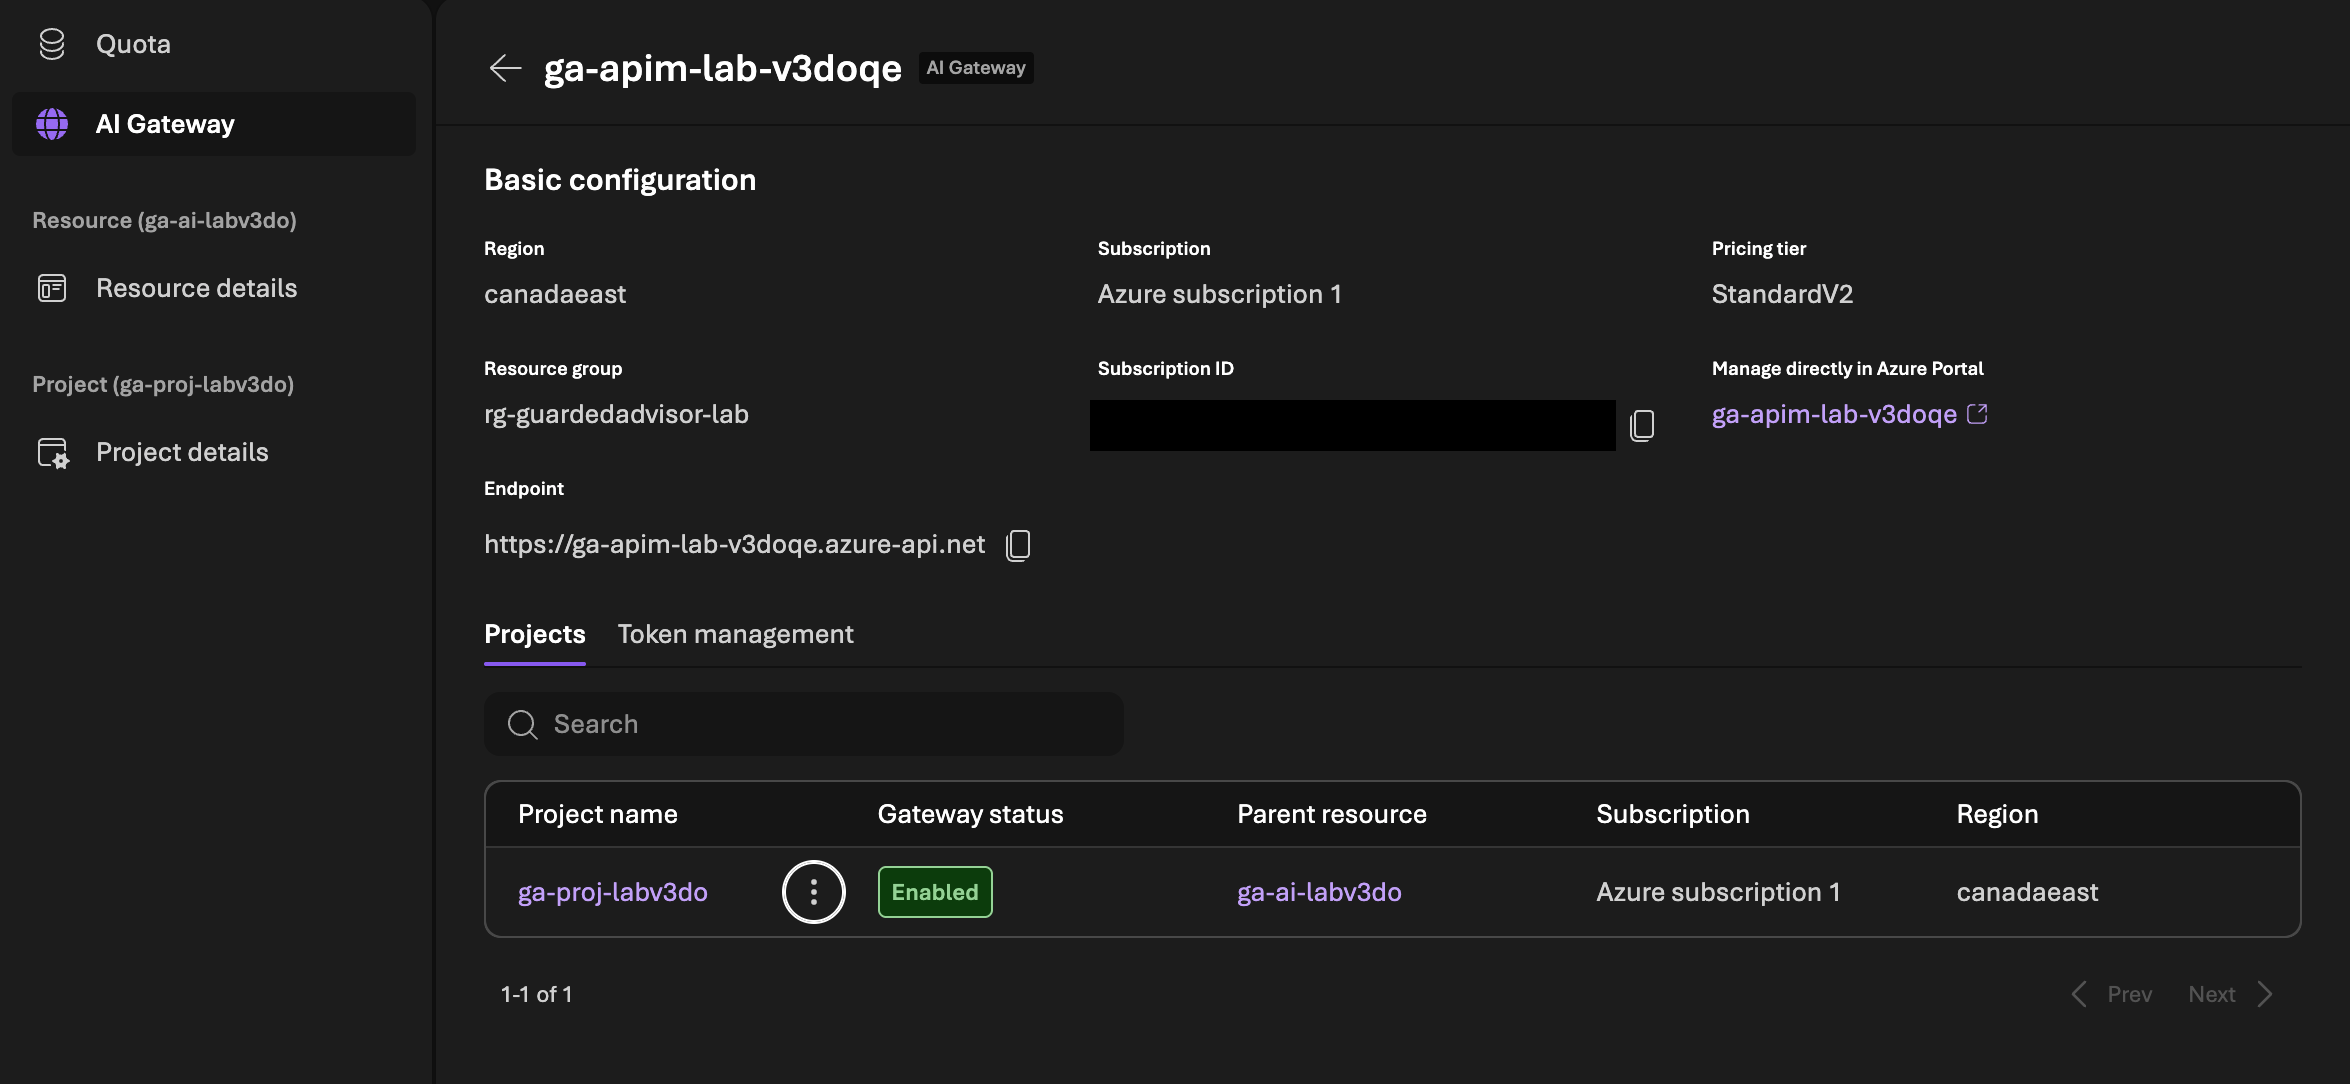 Quota
AI Gateway
Resource (ga-ai-labv3do)
Resource details
Project (ga-proj-labv3do)
Project details
ga-apim-lab-v3doqe AI Gateway
Basic configuration
Region Subscription Pricing tier
canadaeast Azure subscription 1 StandardV2
Resource group Subscription ID Manage directly in Azure Portal
rg-guardedadvisor-lab ga-apim-lab-v3doqe
Endpoint
https://ga-apim-lab-v3doqe.azure-api.net
Projects Token management
Search
Project name Gateway status Parent resource Subscription Region
ga-proj-labv3do Enabled ga-ai-labv3do Azure subscription 1 canadaeast
1-1 of 1 Prev Next